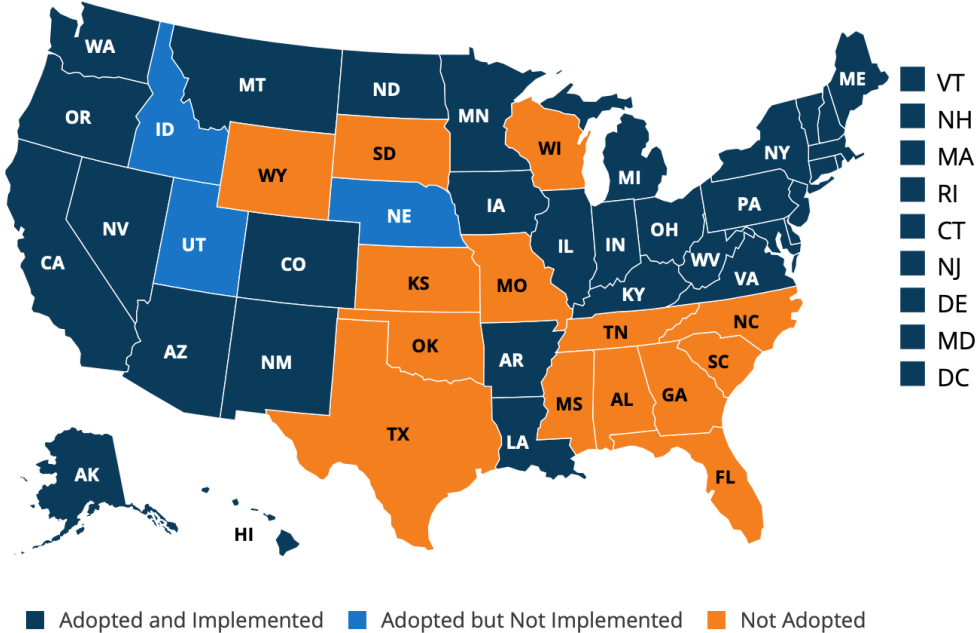 WA
MT
ND
MN
ME
VT
OR
ID
SD
WI
NY
NH
WY
MI
MA
NV
UT
NE
IA
PA
RI
CA
CO
IL
IN
OH
WV
VA
CT
KS
MO
KY
NJ
AZ
NM
OK
AR
TN
NC
DE
TX
LA
MS
AL
GA
SC
MD
DC
AK
HI
FL
Adopted and Implemented
Adopted but Not Implemented
Not Adopted